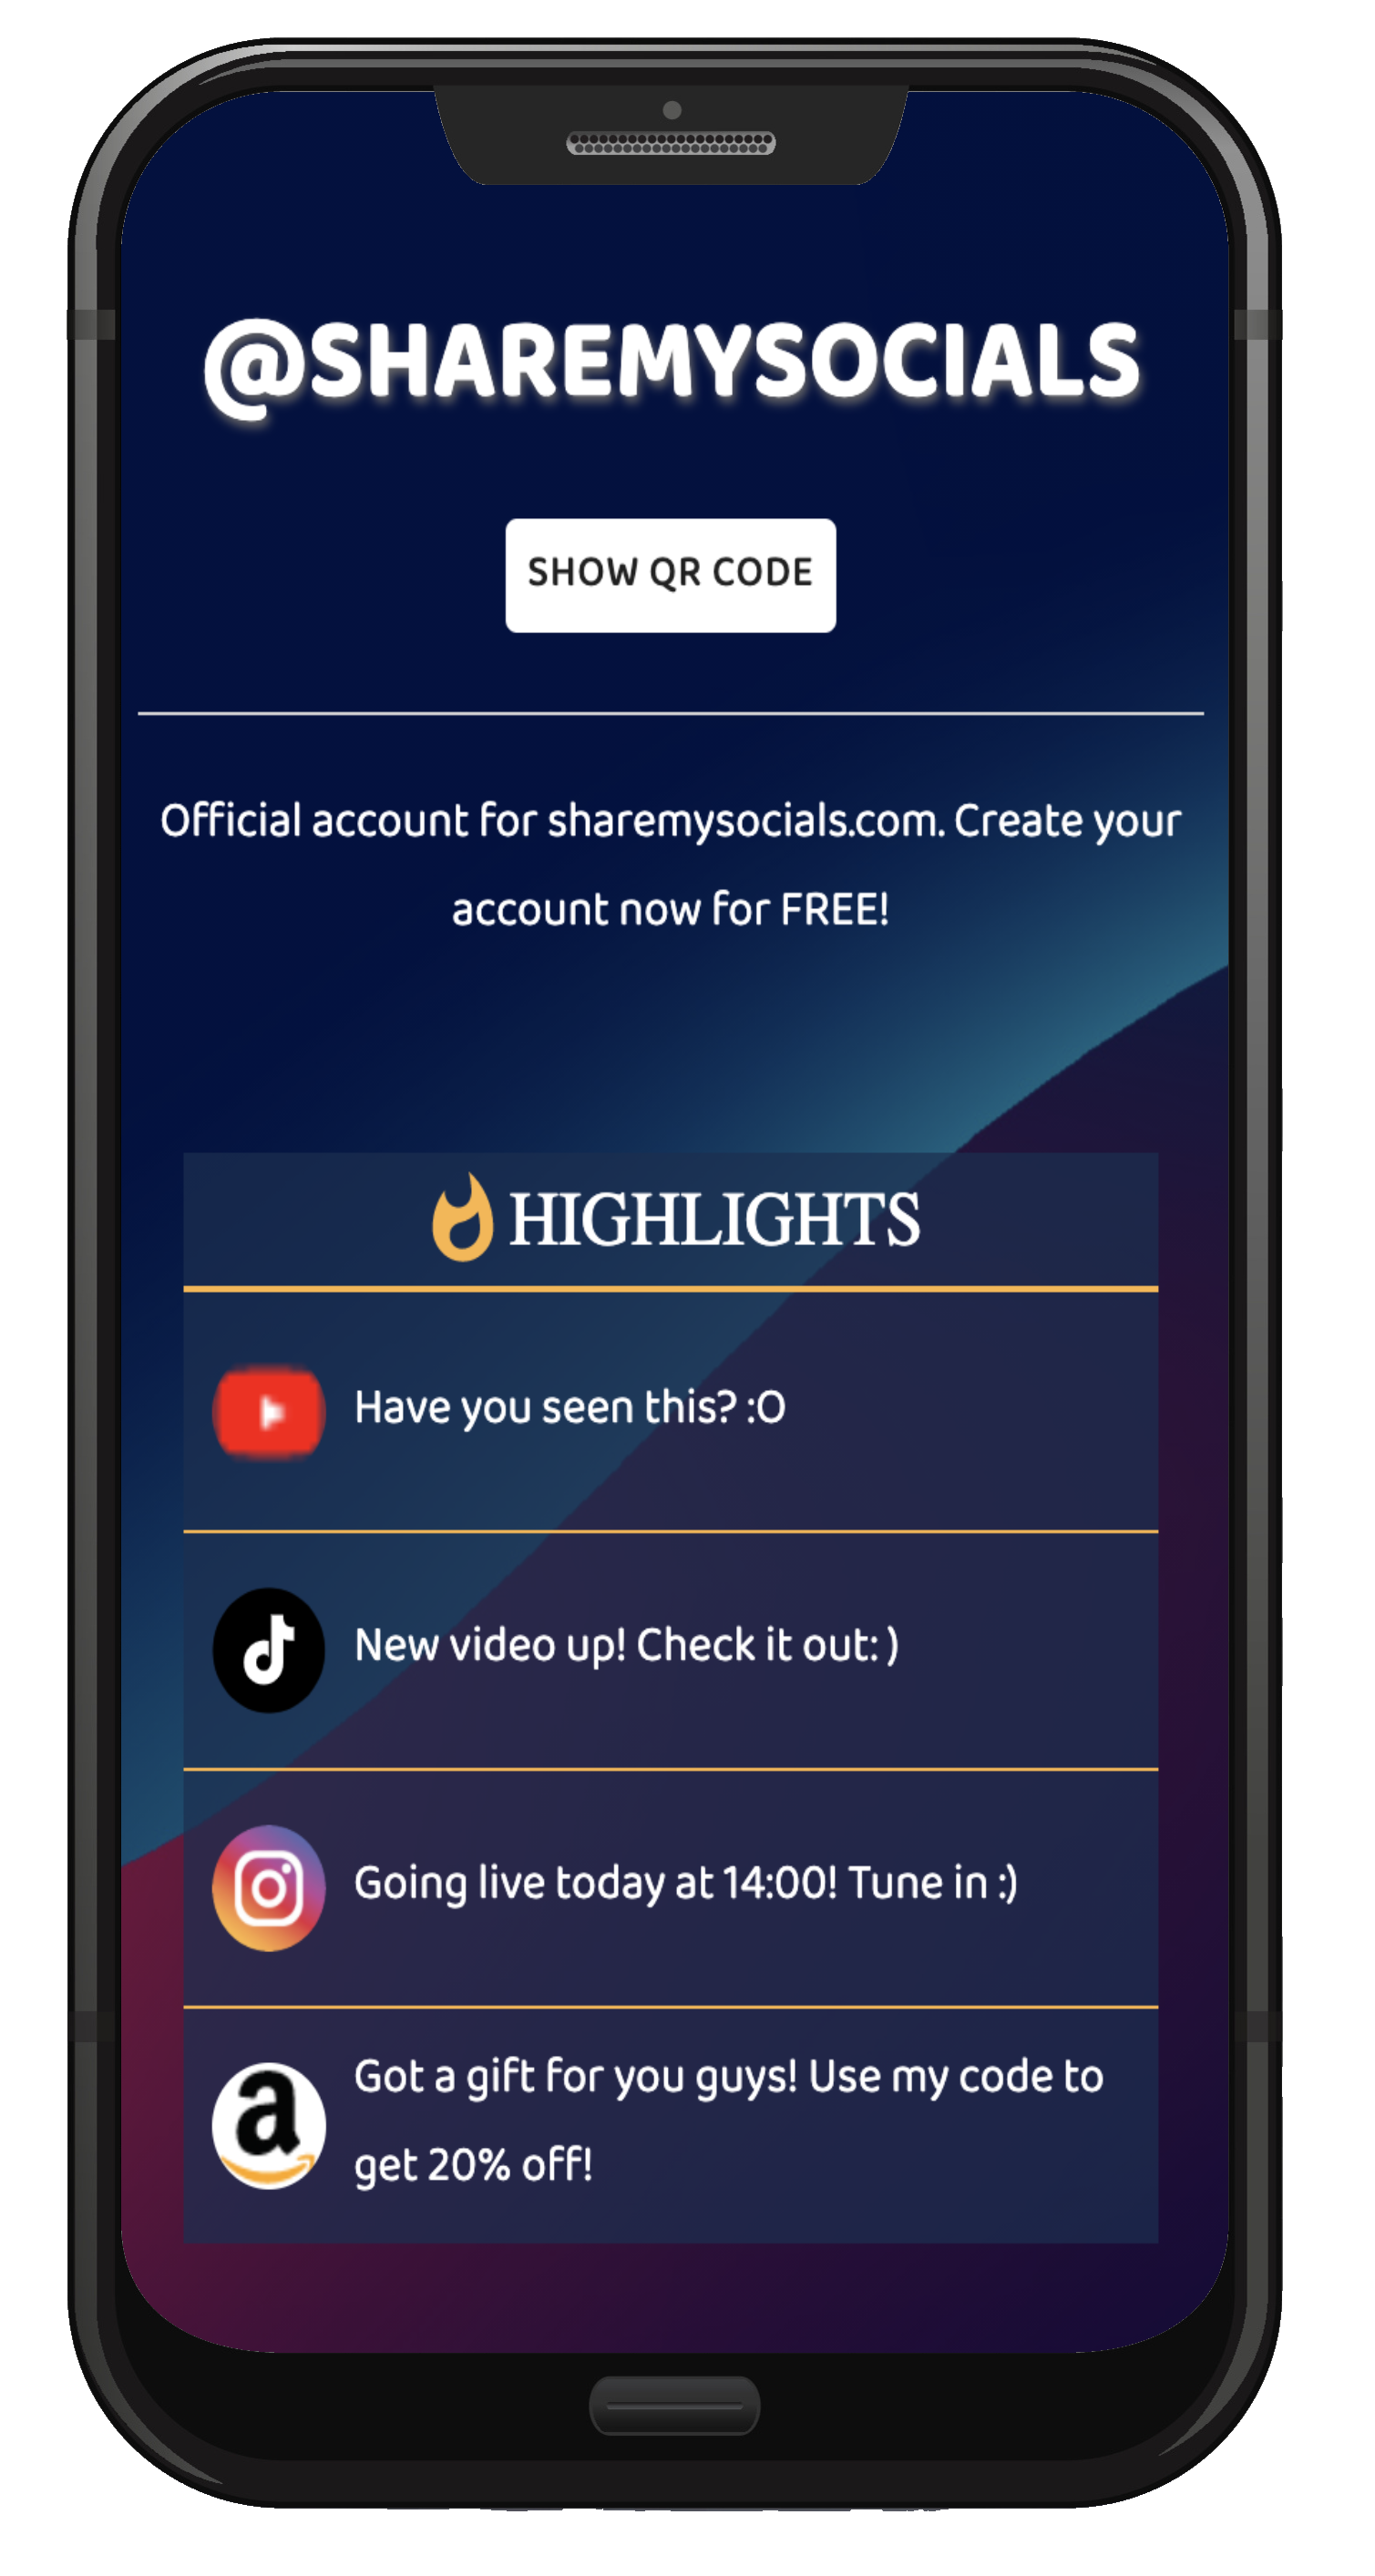 @SHAREMYSOCIALS
SHOW QR CODE
Official account for sharemysocials.com. Create your
account now for FREE!
HIGHLIGHTS
Have you seen this? :O
New video up! Check it out: )
Going live today at 14:00! Tune in :)
a
Got a gift for you guys! Use my code to
get 20% off!